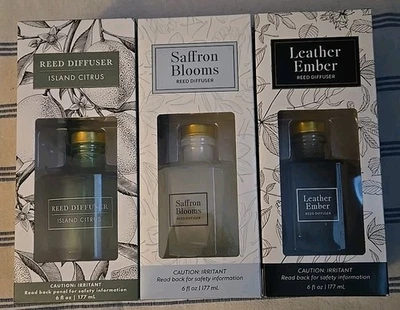 REED DIFFUSER
ISLAND CITRUS
REED DIFFUSER
ISLAND CITRUS
CAUTION: IRRITANT
Read back panel for safety information
6 fl oz | 177 mL
Saffron
Blooms
REED DIFFUSER
Saffron
Blooms
REED DIFFUSER
CAUTION: IRRITANT
Read back for safety information
6 fl oz | 177 mL
Leather
Ember
REED DIFFUSER
Leather
Ember
REED DIFFUSER
CAUTION: IRRITANT
Read back for safety information
6 fl oz | 177 mL